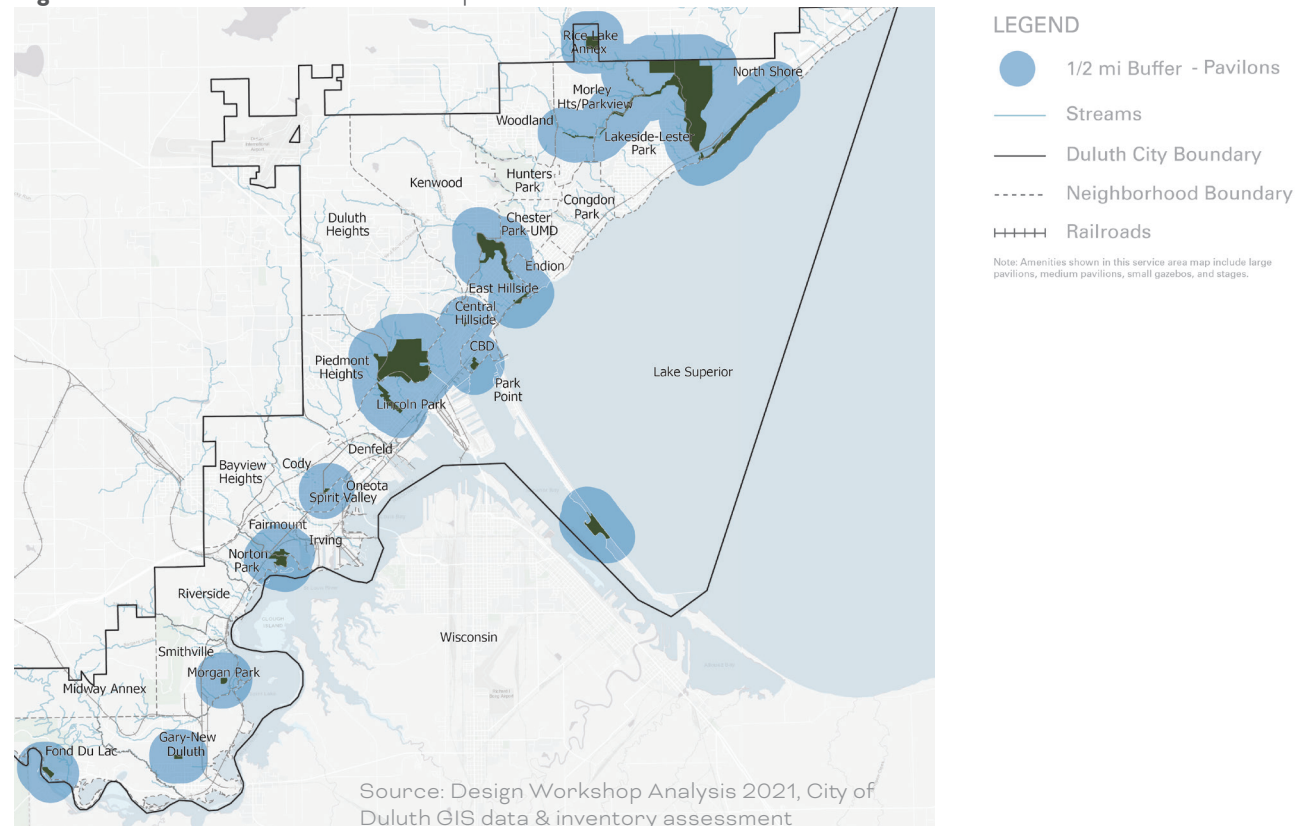 LEGEND
1/2 mi Buffer - Pavilons
Streams
Duluth City Boundary
Neighborhood Boundary
Railroads
Note: Amenities shown in this service area map include large
pavilions, medium pavilions, small gazebos, and stages.
Rice Lake
Annex
North Shore
Morley
Hts/Parkview
Woodland
Lakeside-Leste
Park
Hunters
Park
Kenwood
Congdon
Park
Duluth
Heights
Chester
Park-UMD
Endion
East Hillside
Central
Hillside
CBD
Piedmont
Heights
Park
Point
Lake Superior
Lincoln Park
Denfeld
Cody
Bayview
Heights
Oneota
Spirit Valley
Fairmount
Irving
Norton
Park
Riverside
Wisconsin
Smithville
Morgan Park
Midway Annex
Gary-New
Duluth
Fond Du Lac
Source: Design Workshop Analysis 2021, City of
Duluth GIS data & inventory assessment